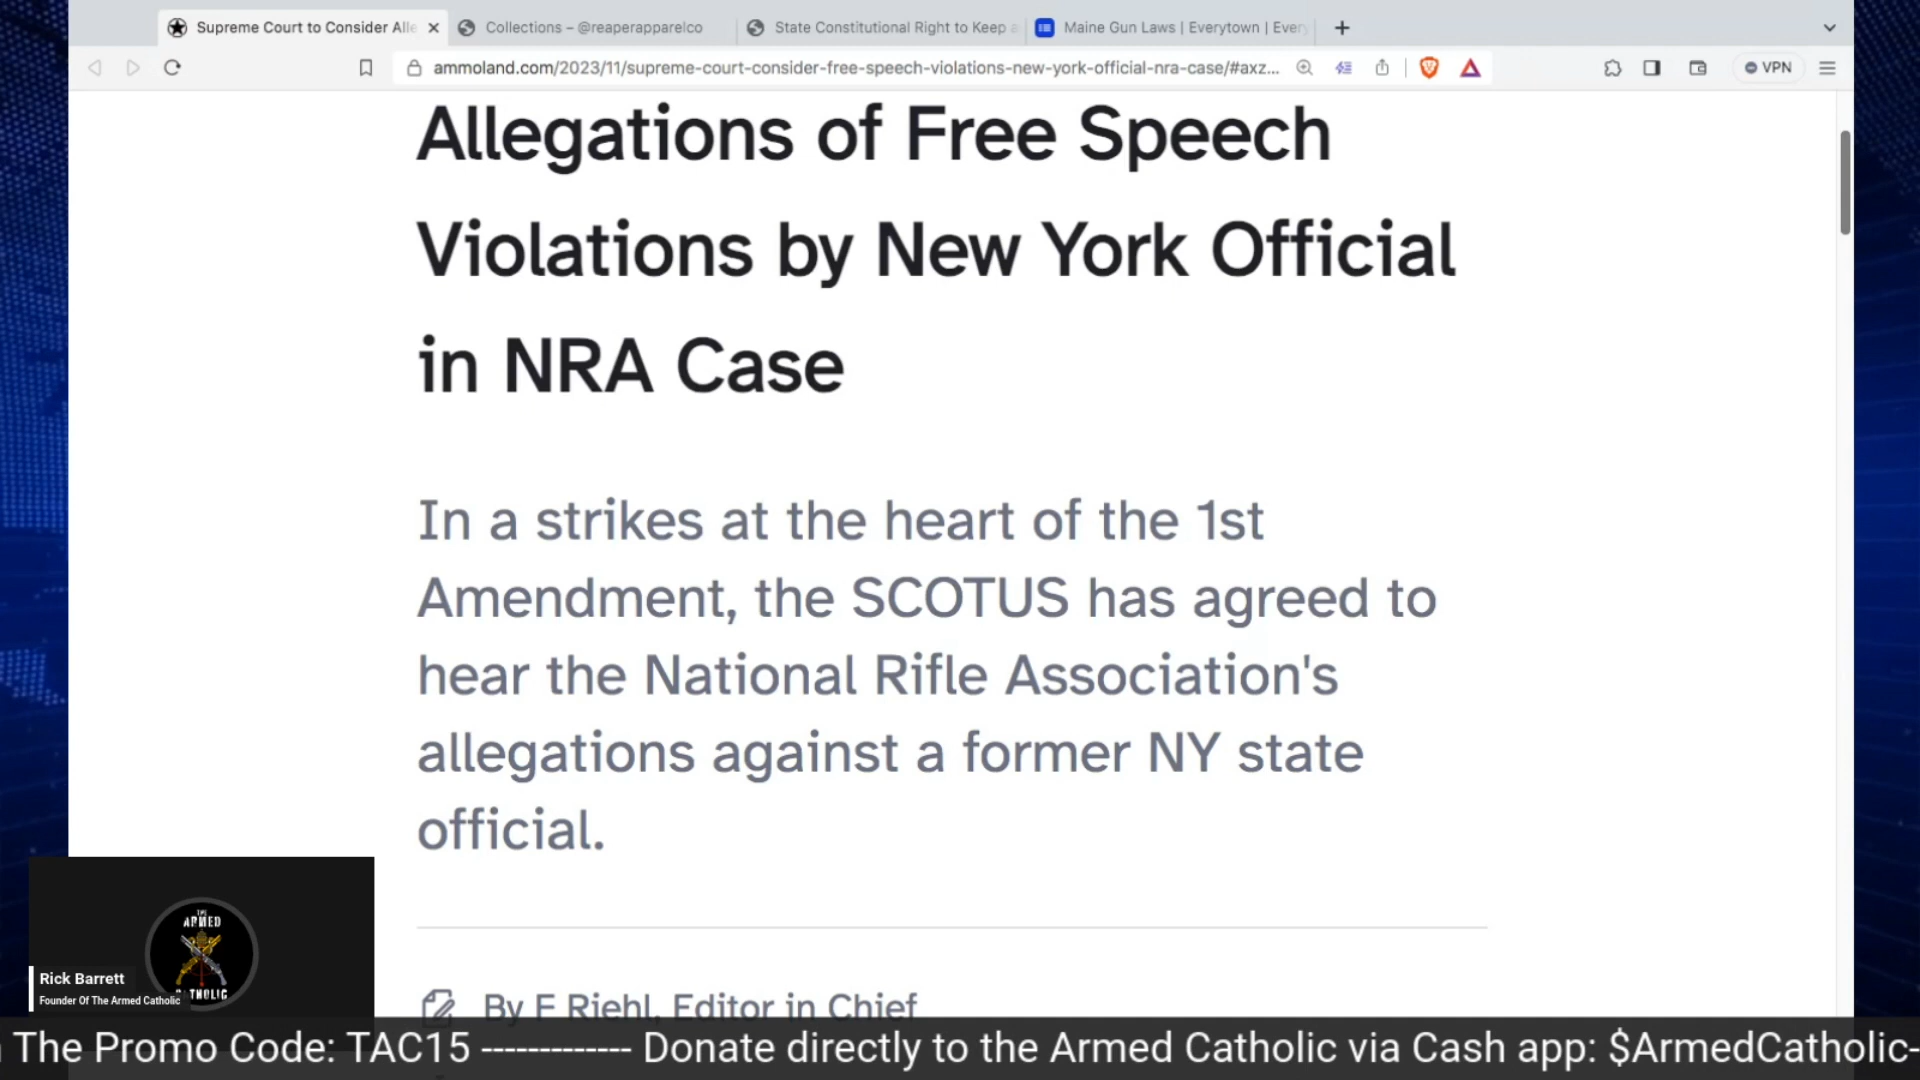 Supreme Court to Consider Alle
Collections – @reaperapparelco
State Constitutional Right to Keep a
Maine Gun Laws | Everytown | Every
ammoland.com/2023/11/supreme-court-consider-free-speech-violations-new-york-official-nra-case/#axz...
VPN
Allegations of Free Speech
Violations by New York Official
in NRA Case
In a strikes at the heart of the 1st
Amendment, the SCOTUS has agreed to
hear the National Rifle Association's
allegations against a former NY state
official.
By F Riehl, Editor in Chief
THE
ARMED
CATHOLIC
Rick Barrett
Founder Of The Armed Catholic
The Promo Code: TAC15 ------------- Donate directly to the Armed Catholic via Cash app: $ArmedCatholic-